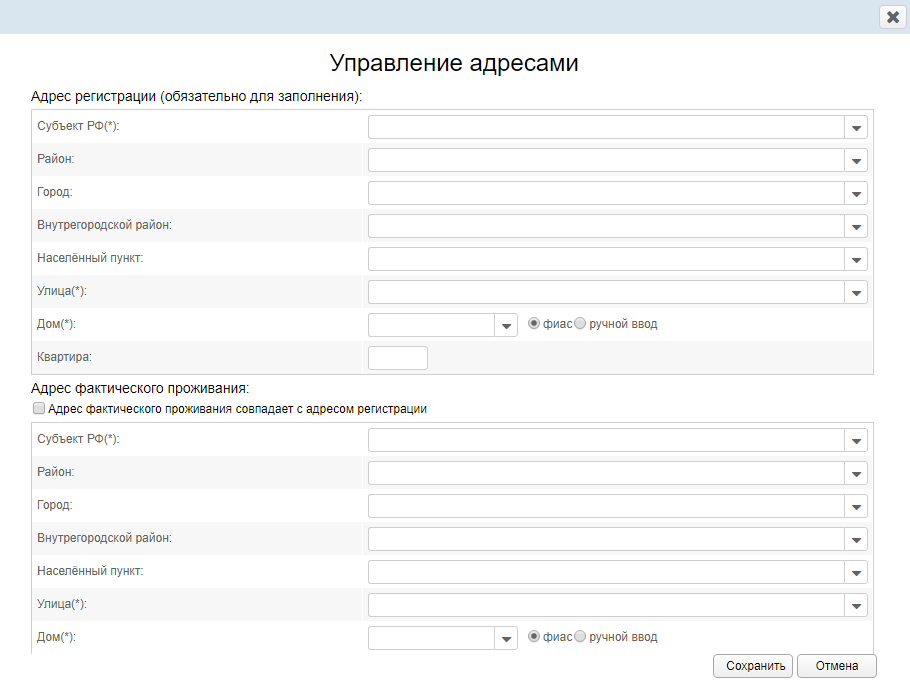 Управление адресами
Адрес регистрации (обязательно для заполнения):
Субъект РФ(*):
Район:
Город:
Внутрегородской район:
Населённый пункт:
Улица(*):
Дом(*): фиас ручной ввод
Квартира:
Адрес фактического проживания:
Адрес фактического проживания совпадает с адресом регистрации
Субъект РФ(*):
Район:
Город:
Внутрегородской район:
Населённый пункт:
Улица(*):
Дом(*): фиас ручной ввод
Сохранить Отмена